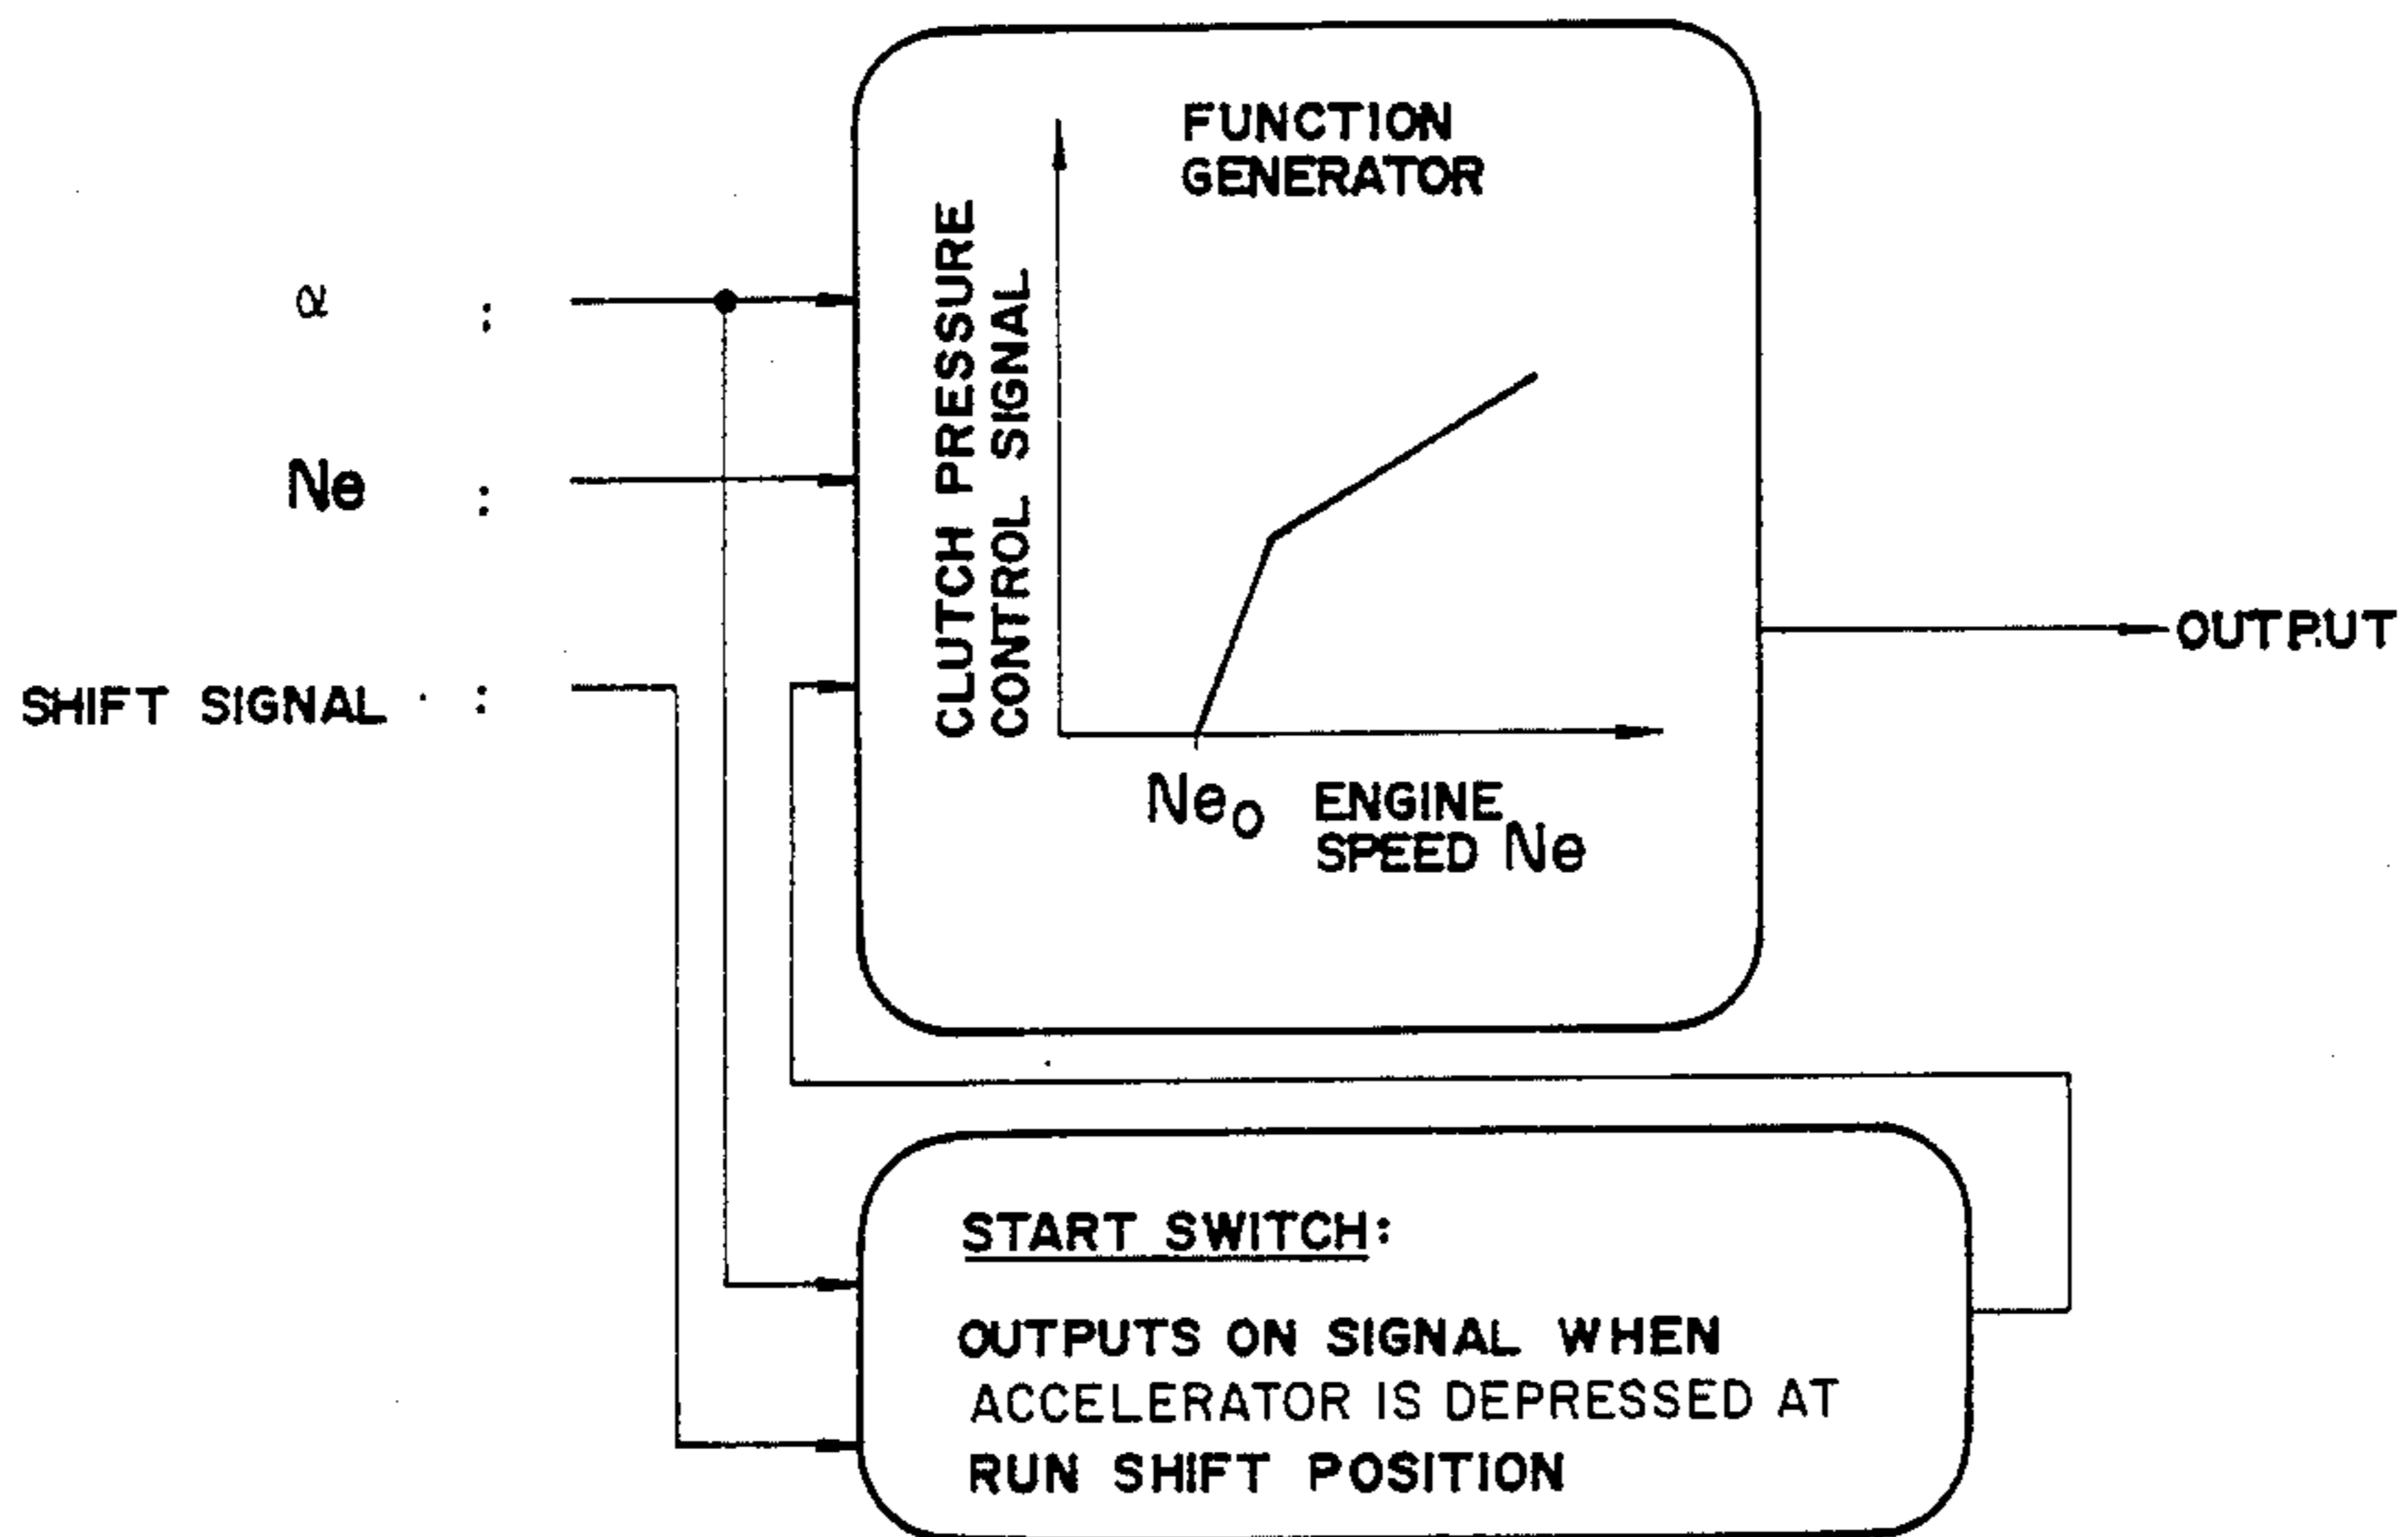 FUNCTION
GENERATOR
CLUTCH PRESSURE
CONTROL SIGNAL
α :
Ne :
SHIFT SIGNAL :
OUTPUT
Ne₀
ENGINE
SPEED Ne
START SWITCH:
OUTPUTS ON SIGNAL WHEN
ACCELERATOR IS DEPRESSED AT
RUN SHIFT POSITION